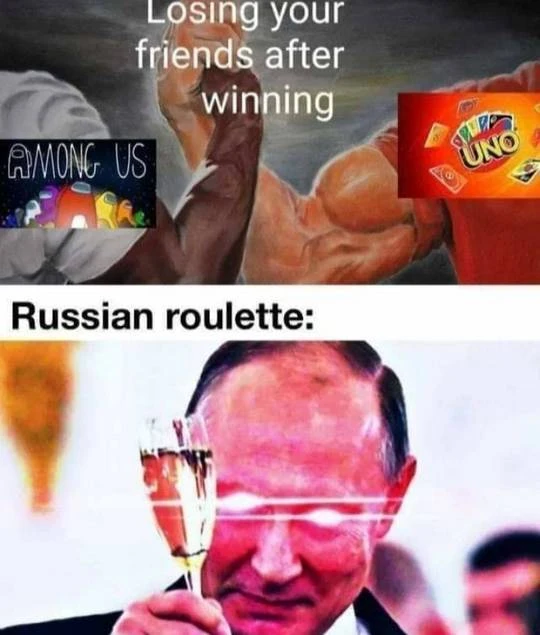 Losing your
friends after
winning
AMONG US
UNO
Russian roulette: